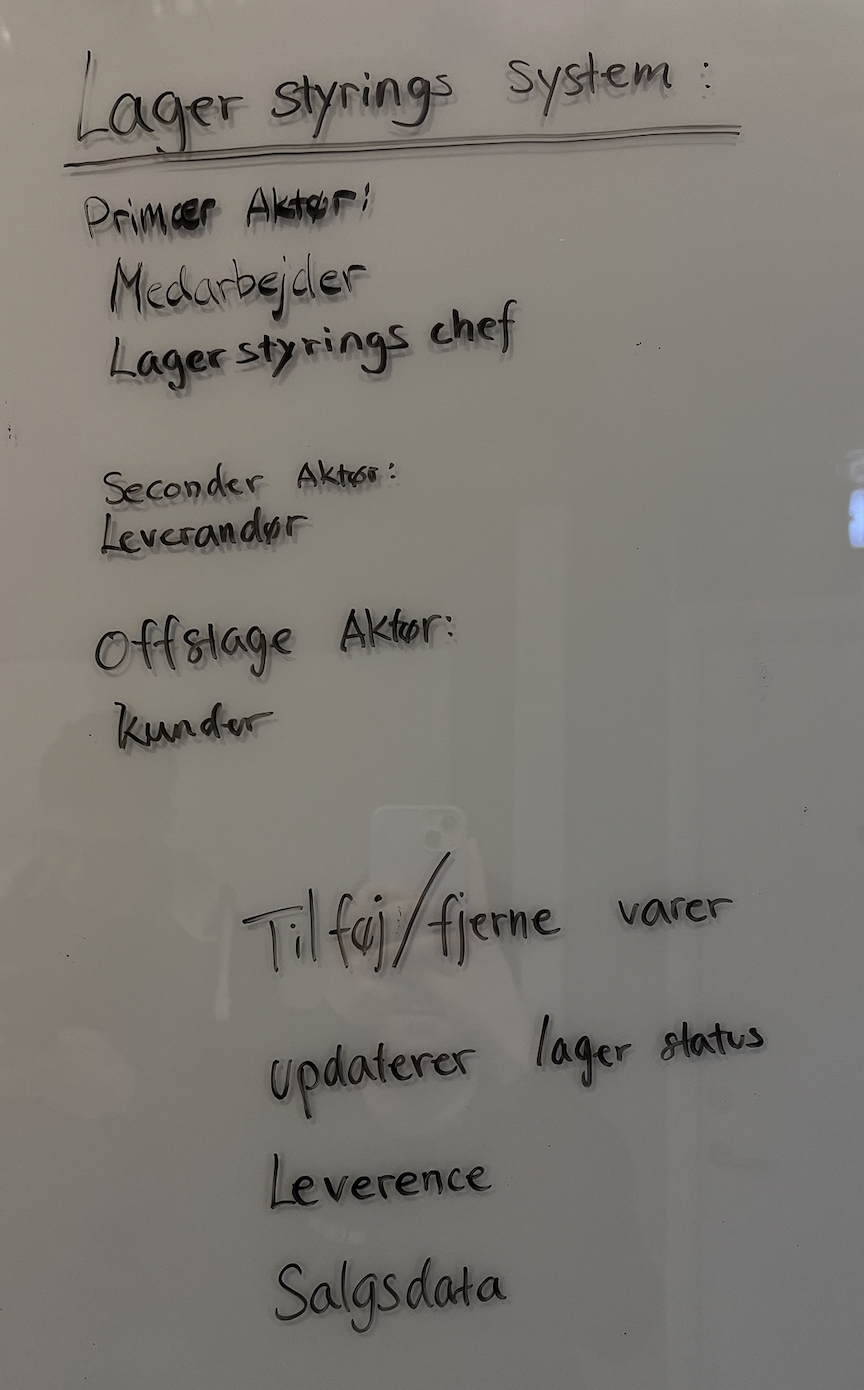 Lager styrings system :
Primær Aktør:
Medarbejder
Lagerstyrings chef
Seconder Aktør:
Leverandør
Offstage Aktør:
Kunder
Tilføj/fjerne varer
updaterer lager status
Leverence
Salgsdata